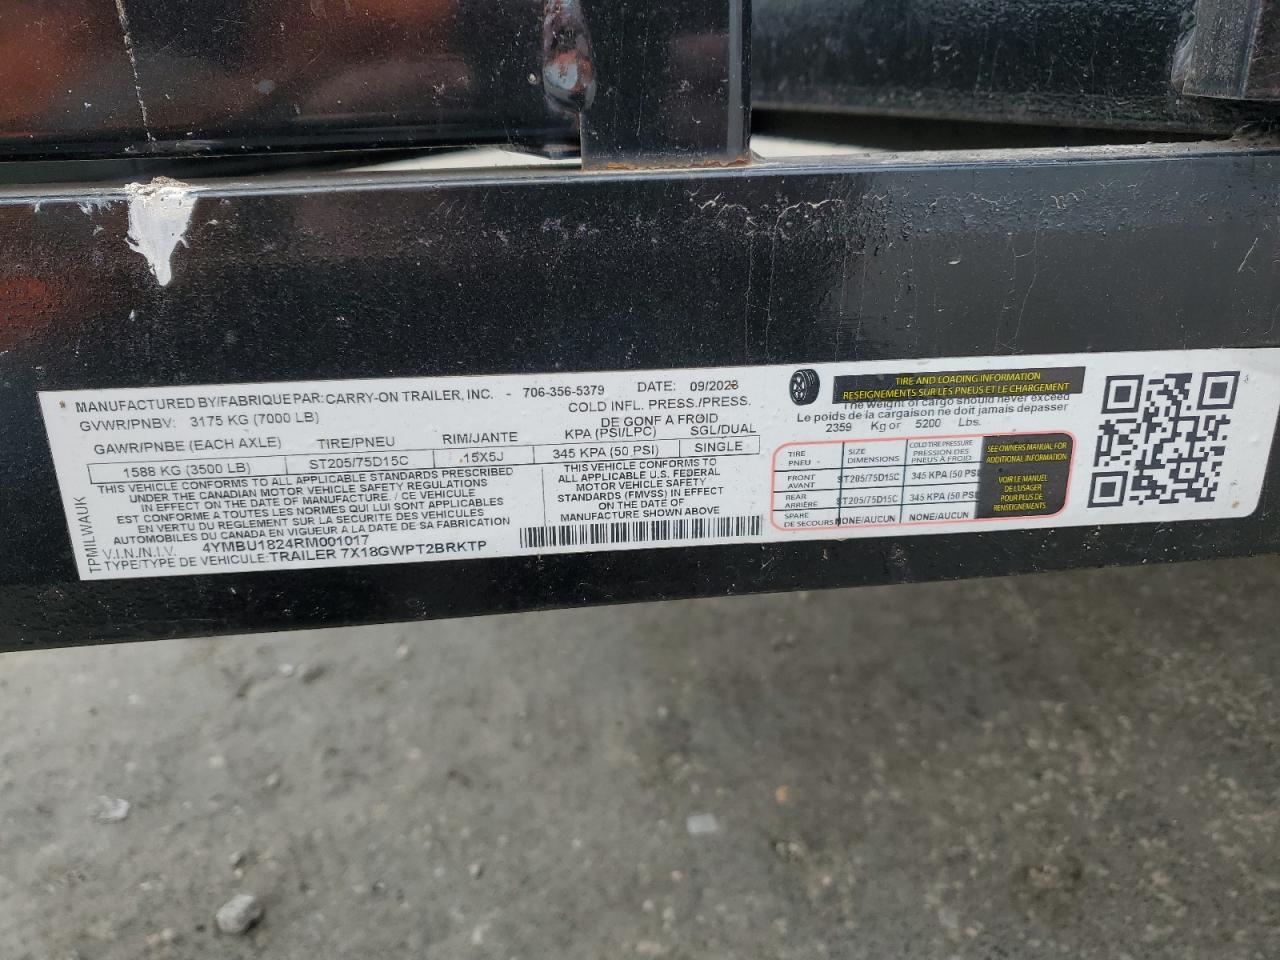 MANUFACTURED BY/FABRIQUE PAR: CARRY-ON TRAILER, INC. - 706-356-5379 DATE: 09/2023
GVWR/PNBV: 3175 KG (7000 LB)
COLD INFL. PRESS./PRESS.
DE GONF A FROID
GAWR/PNBE (EACH AXLE) TIRE/PNEU RIM/JANTE KPA (PSI/LPC) SGL/DUAL
1588 KG (3500 LB) ST205/75D15C 15X5J 345 KPA (50 PSI) SINGLE
THIS VEHICLE CONFORMS TO ALL APPLICABLE STANDARDS PRESCRIBED
UNDER THE CANADIAN MOTOR VEHICLE SAFETY REGULATIONS
IN EFFECT ON THE DATE OF MANUFACTURE. / CE VEHICULE
EST CONFORME A TOUTES LES NORMES QUI LUI SONT APPLICABLES
EN VERTU DU REGLEMENT SUR LA SECURITE DES VEHICULES
AUTOMOBILES DU CANADA EN VIGUEUR A LA DATE DE SA FABRICATION
THIS VEHICLE CONFORMS TO
ALL APPLICABLE U.S. FEDERAL
MOTOR VEHICLE SAFETY
STANDARDS (FMVSS) IN EFFECT
ON THE DATE OF
MANUFACTURE SHOWN ABOVE
V.I.N./N.I.V. 4YMBU1824RM001017
TYPE/TYPE DE VEHICULE: TRAILER 7X18GWPT2BRKTP
TPMILWAUK
TIRE AND LOADING INFORMATION
RESEIGNEMENTS SUR LES PNEUS ET LE CHARGEMENT
The weight of cargo should never exceed
Le poids de la cargaison ne doit jamais depasser
2359 Kg or 5200 Lbs.
TIRE
PNEU
SIZE
DIMENSIONS
COLD TIRE PRESSURE
PRESSION DES
PNEUS À FROID
FRONT
AVANT
ST205/75D15C 345 KPA (50 PSI
REAR
ARRIÈRE
ST205/75D15C 345 KPA (50 PSI
SPARE
DE SECOURS
NONE/AUCUN NONE/AUCUN
SEE OWNERS MANUAL FOR
ADDITIONAL INFORMATION
VOIR LE MANUEL
DE L'USAGER
POUR PLUS DE
RENSEIGNEMENTS